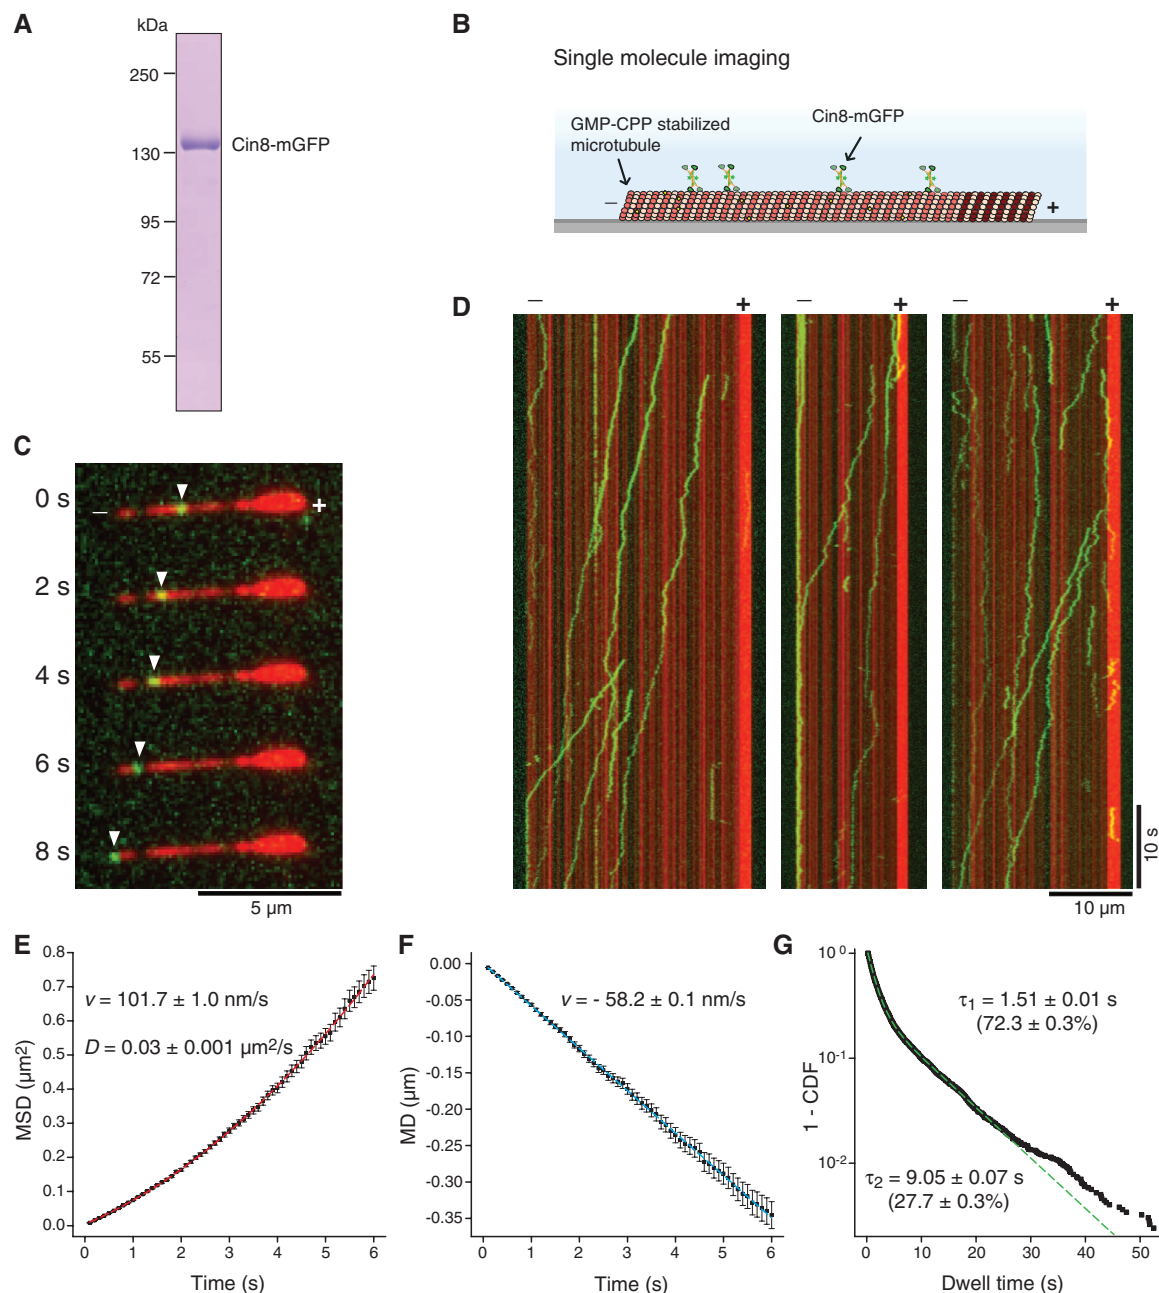 A
kDa
250
130
95
72
55
Cin8-mGFP
B
Single molecule imaging
GMP-CPP stabilized
microtubule
Cin8-mGFP
–
+
C
0 s
2 s
4 s
6 s
8 s
–
+
5 µm
D
– + – + – +
10 s
10 µm
E
MSD (µm²)
0.8
0.7
0.6
0.5
0.4
0.3
0.2
0.1
0.0
v = 101.7 ± 1.0 nm/s
D = 0.03 ± 0.001 µm²/s
0 1 2 3 4 5 6
Time (s)
F
MD (µm)
0.00
-0.05
-0.10
-0.15
-0.20
-0.25
-0.30
-0.35
v = - 58.2 ± 0.1 nm/s
0 1 2 3 4 5 6
Time (s)
G
1 - CDF
10⁰
10⁻¹
10⁻²
τ₁ = 1.51 ± 0.01 s
(72.3 ± 0.3%)
τ₂ = 9.05 ± 0.07 s
(27.7 ± 0.3%)
0 10 20 30 40 50
Dwell time (s)